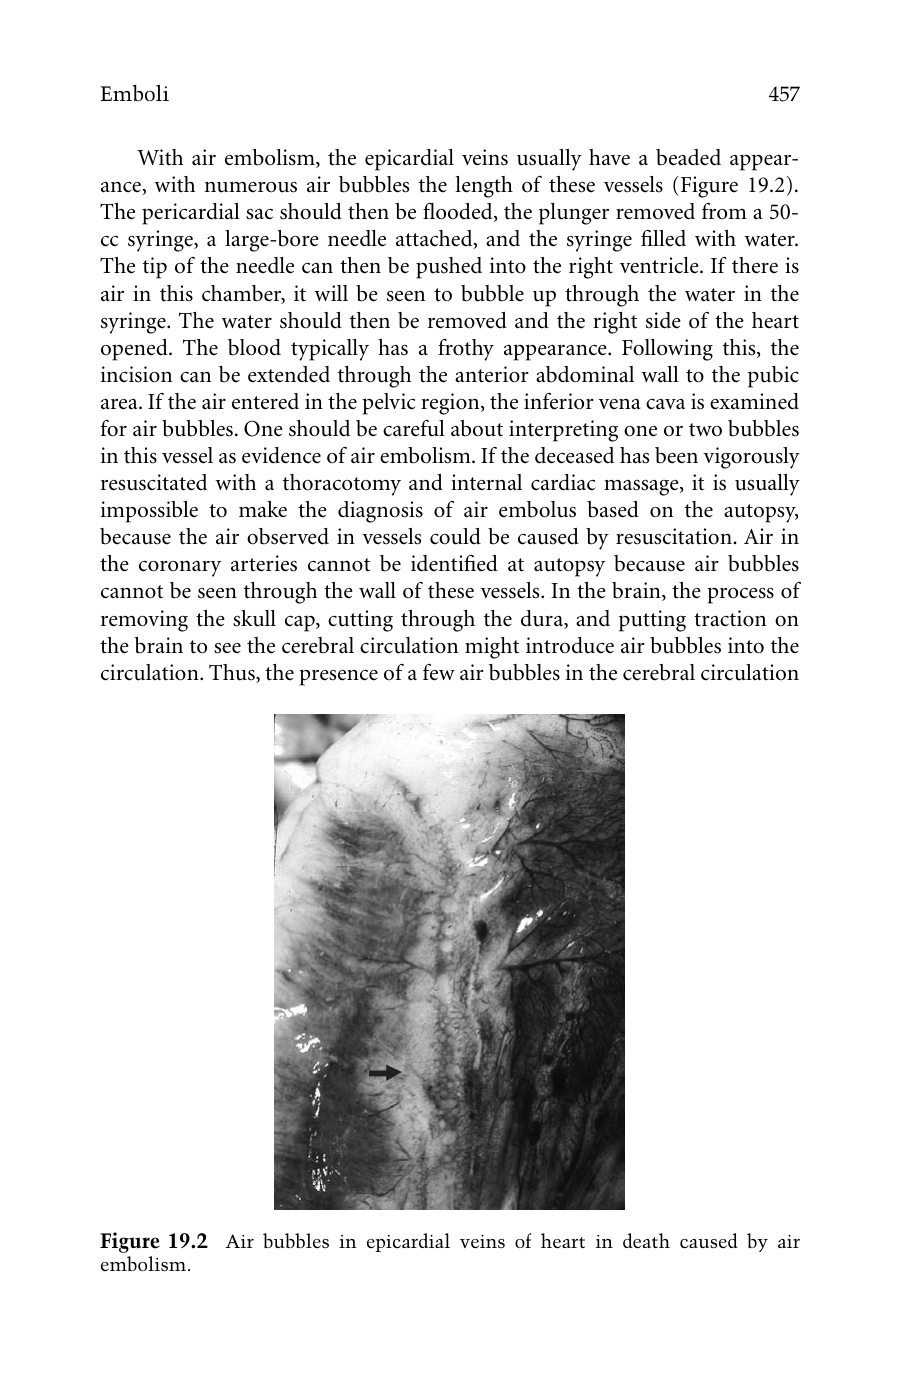 Emboli 457
With air embolism, the epicardial veins usually have a beaded appear-
ance, with numerous air bubbles the length of these vessels (Figure 19.2).
The pericardial sac should then be flooded, the plunger removed from a 50-
cc syringe, a large-bore needle attached, and the syringe filled with water.
The tip of the needle can then be pushed into the right ventricle. If there is
air in this chamber, it will be seen to bubble up through the water in the
syringe. The water should then be removed and the right side of the heart
opened. The blood typically has a frothy appearance. Following this, the
incision can be extended through the anterior abdominal wall to the pubic
area. If the air entered in the pelvic region, the inferior vena cava is examined
for air bubbles. One should be careful about interpreting one or two bubbles
in this vessel as evidence of air embolism. If the deceased has been vigorously
resuscitated with a thoracotomy and internal cardiac massage, it is usually
impossible to make the diagnosis of air embolus based on the autopsy,
because the air observed in vessels could be caused by resuscitation. Air in
the coronary arteries cannot be identified at autopsy because air bubbles
cannot be seen through the wall of these vessels. In the brain, the process of
removing the skull cap, cutting through the dura, and putting traction on
the brain to see the cerebral circulation might introduce air bubbles into the
circulation. Thus, the presence of a few air bubbles in the cerebral circulation
Figure 19.2 Air bubbles in epicardial veins of heart in death caused by air
embolism.